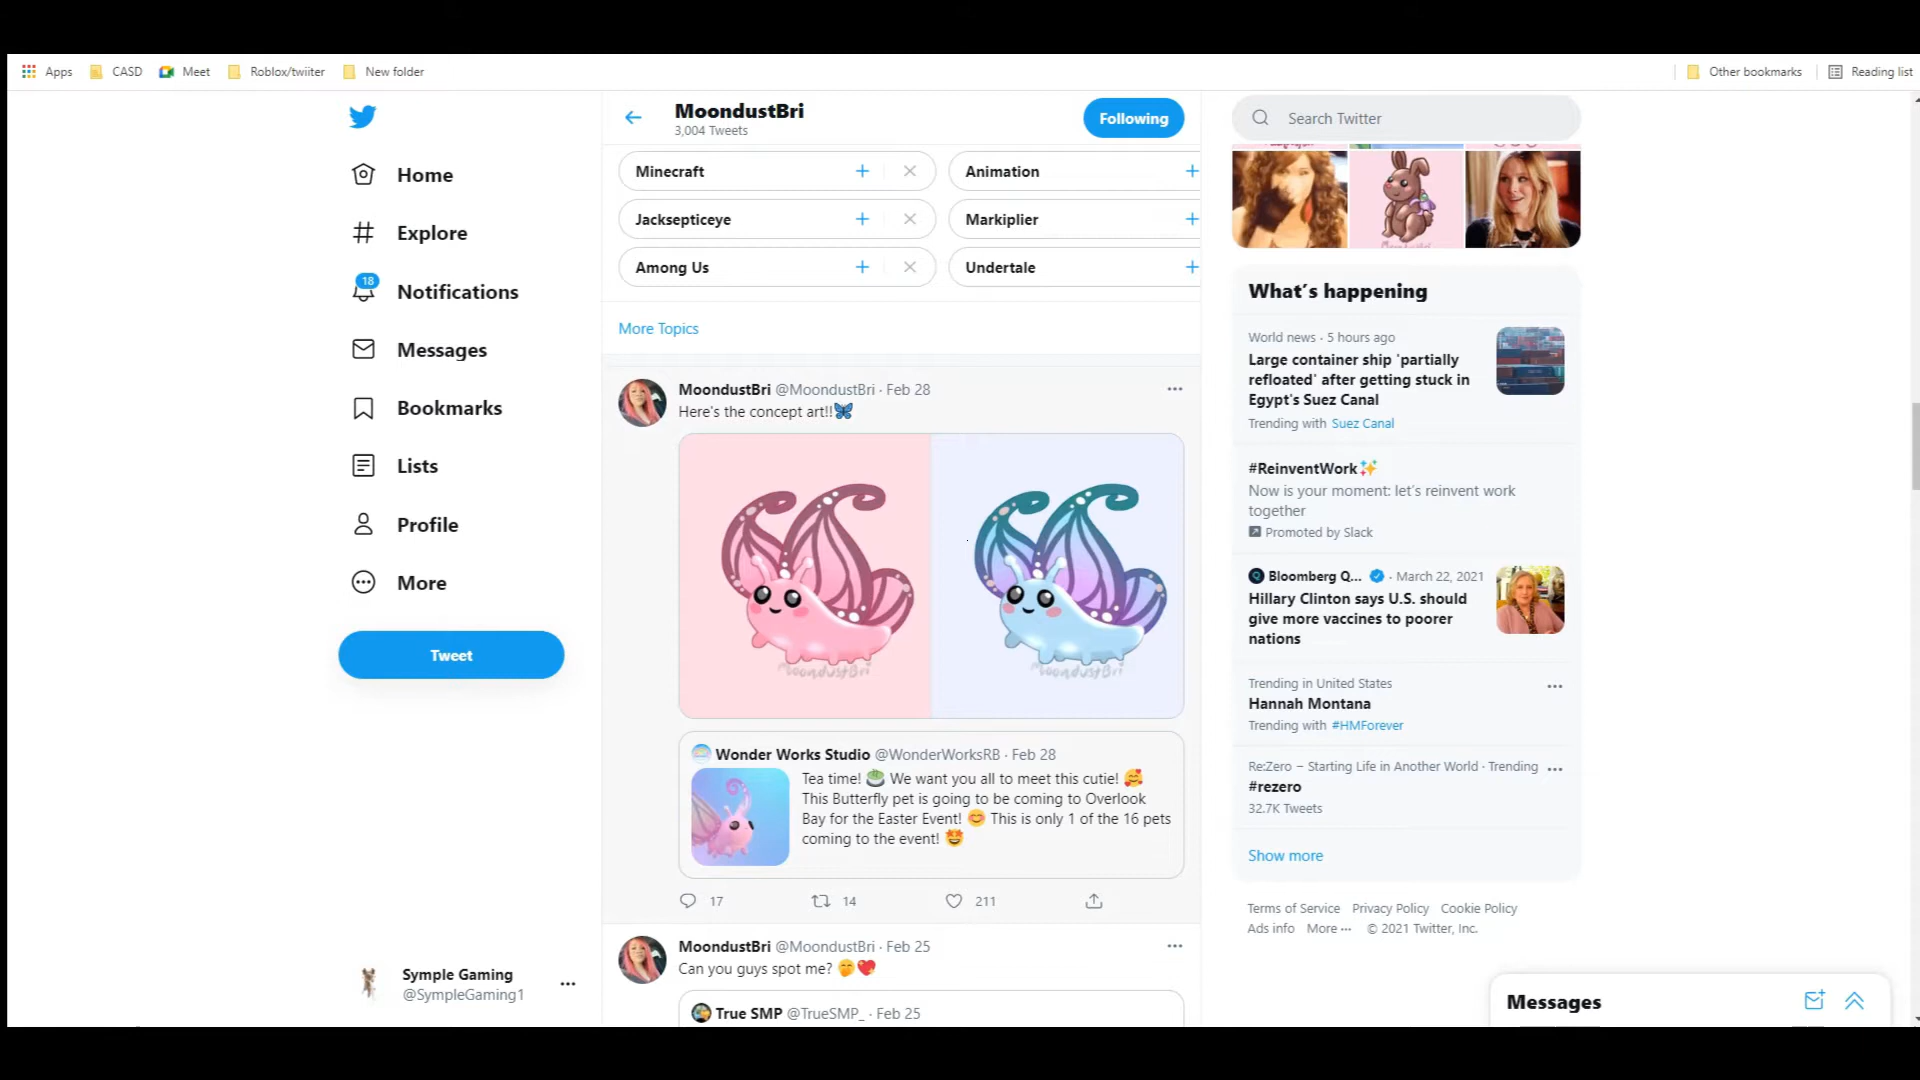 Apps
CASD
Meet
Roblox/twiiter
New folder
Other bookmarks
Reading list
Home
Explore
18
Notifications
Messages
Bookmarks
Lists
Profile
More
Tweet
Symple Gaming
@SympleGaming1
MoondustBri
3,004 Tweets
Following
Minecraft
Animation
Jacksepticeye
Markiplier
Among Us
Undertale
More Topics
MoondustBri @MoondustBri · Feb 28
Here's the concept art!!🦋
MoondustBri
MoondustBri
Wonder Works Studio @WonderWorksRB · Feb 28
Tea time! 🍵 We want you all to meet this cutie! 🥰
This Butterfly pet is going to be coming to Overlook
Bay for the Easter Event! 😊 This is only 1 of the 16 pets
coming to the event! 🤩
17
14
211
MoondustBri @MoondustBri · Feb 25
Can you guys spot me? 🤭💖
True SMP @TrueSMP_ · Feb 25
Search Twitter
What's happening
World news · 5 hours ago
Large container ship 'partially
refloated' after getting stuck in
Egypt's Suez Canal
Trending with Suez Canal
#ReinventWork✨
Now is your moment: let's reinvent work
together
Promoted by Slack
Bloomberg Q... · March 22, 2021
Hillary Clinton says U.S. should
give more vaccines to poorer
nations
Trending in United States
Hannah Montana
Trending with #HMForever
Re:Zero – Starting Life in Another World · Trending
#rezero
32.7K Tweets
Show more
Terms of Service Privacy Policy Cookie Policy
Ads info More ··· © 2021 Twitter, Inc.
Messages